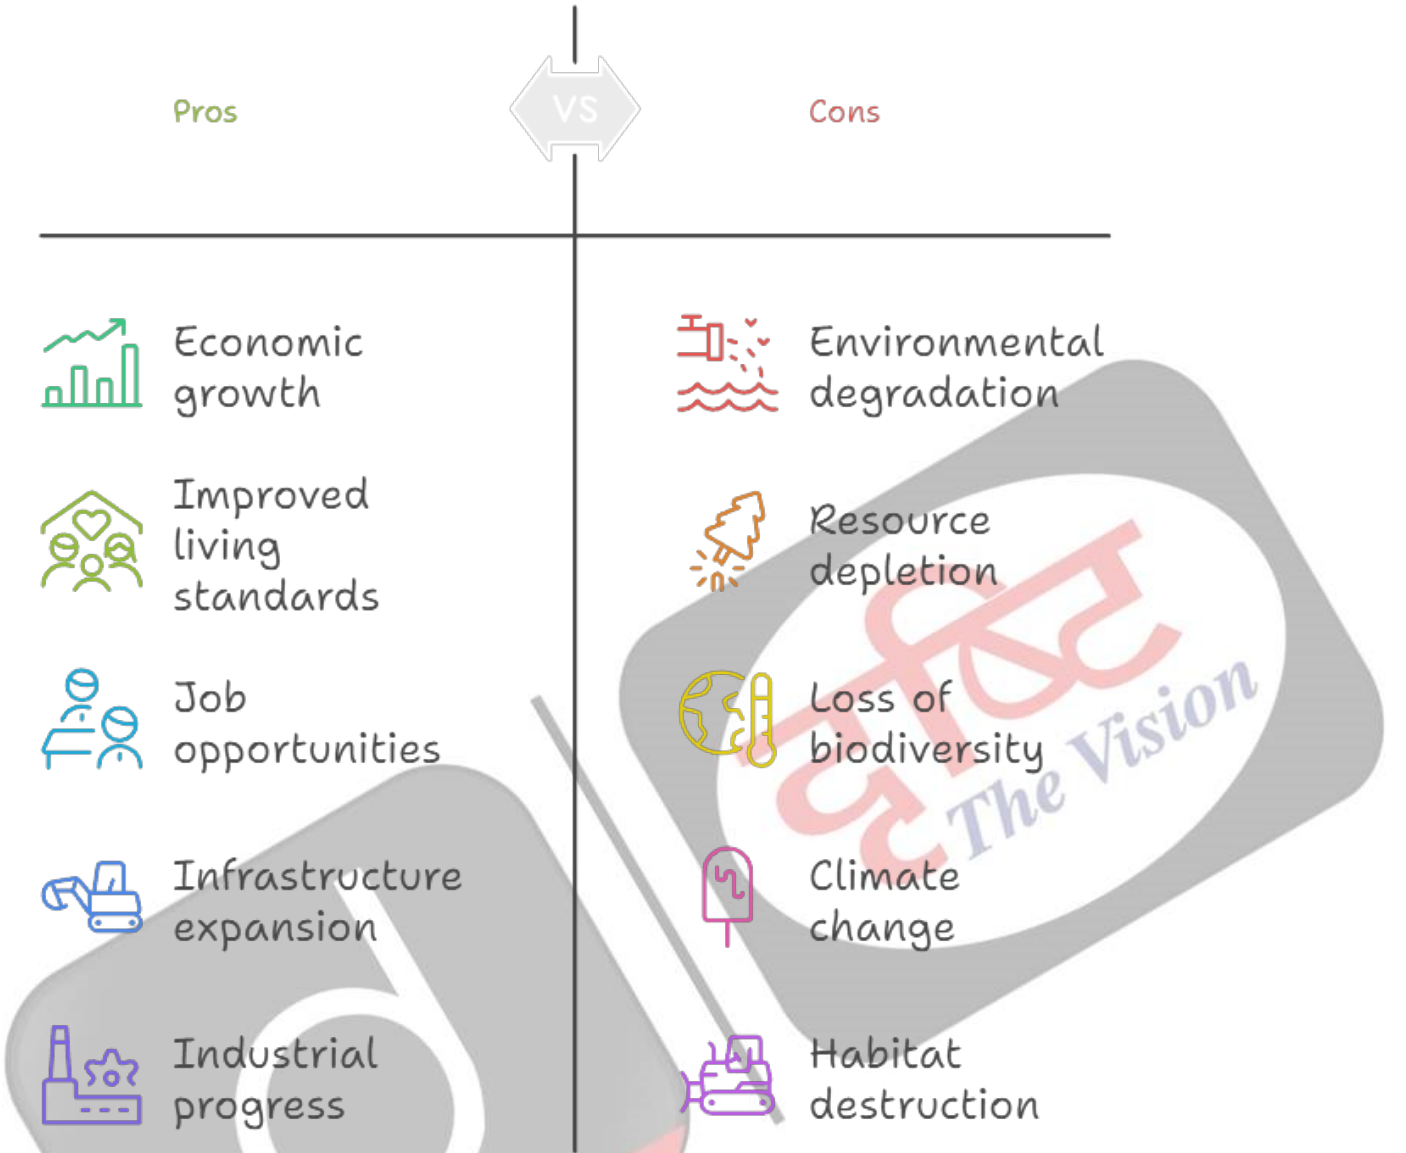 Pros
VS
Cons
Economic
growth
Environmental
degradation
Improved
living
standards
Resource
depletion
Job
opportunities
Loss of
biodiversity
Infrastructure
expansion
Climate
change
Industrial
progress
Habitat
destruction
दृष्टि
The Vision
d